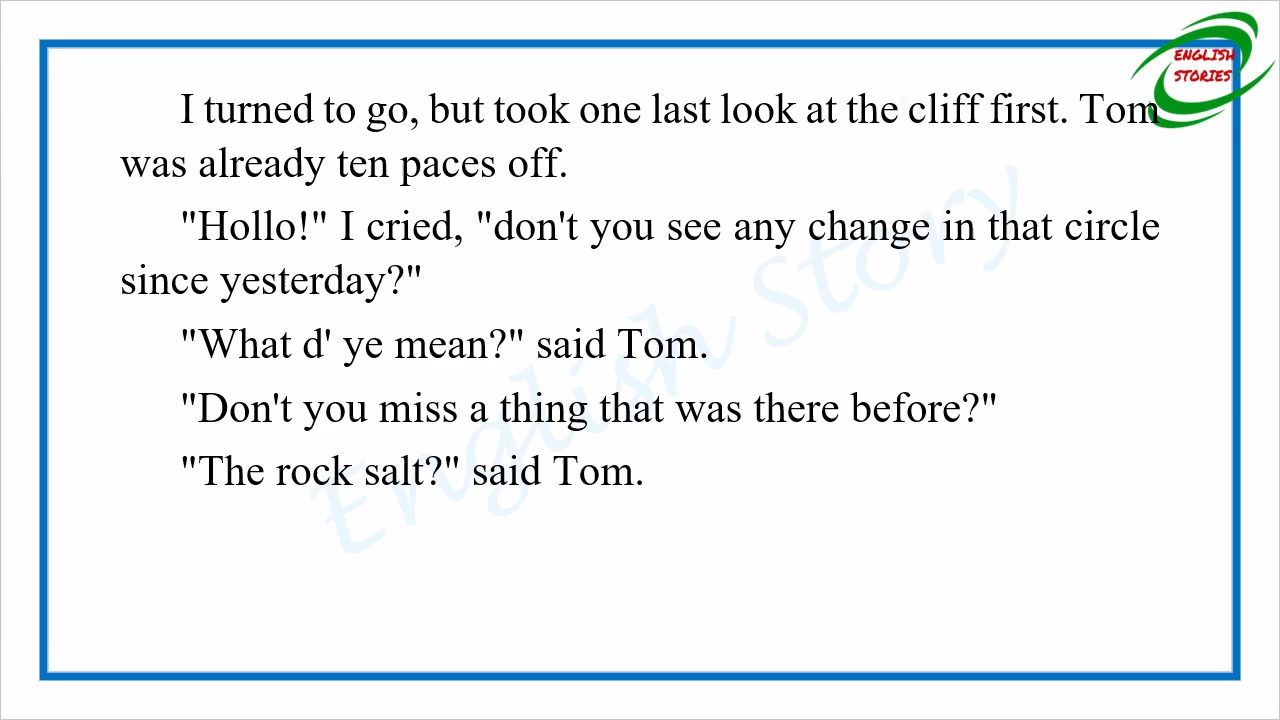 ENGLISH
STORIES
I turned to go, but took one last look at the cliff first. Tom
was already ten paces off.
"Hollo!" I cried, "don't you see any change in that circle
since yesterday?"
"What d' ye mean?" said Tom.
"Don't you miss a thing that was there before?"
"The rock salt?" said Tom.
English Story